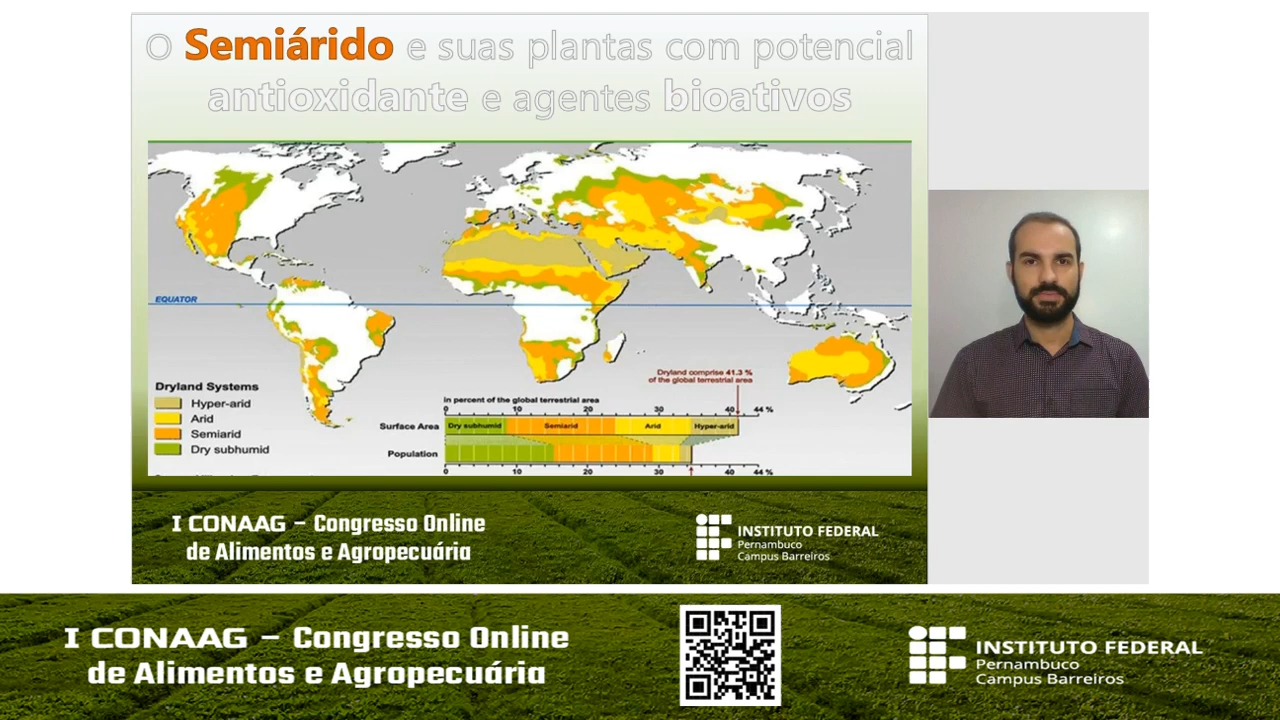 O Semiárido e suas plantas com potencial
antioxidante e agentes bioativos
EQUATOR
Dryland Systems
Hyper-arid
Arid
Semiarid
Dry subhumid
Dryland comprise 41.3 %
of the global terrestrial area
in percent of the global terrestrial area
0 10 20 30 40 44 %
Surface Area Dry subhumid Semiarid Arid Hyper-arid
Population
0 10 20 30 40 44 %
I CONAAG – Congresso Online
de Alimentos e Agropecuária
INSTITUTO FEDERAL
Pernambuco
Campus Barreiros
I CONAAG – Congresso Online
de Alimentos e Agropecuária
INSTITUTO FEDERAL
Pernambuco
Campus Barreiros